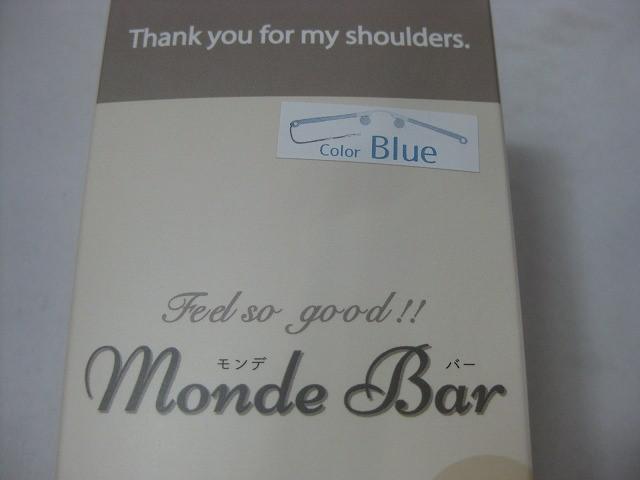 Thank you for my shoulders.
Color Blue
Feel so good!!
モンデ バー
Monde Bar